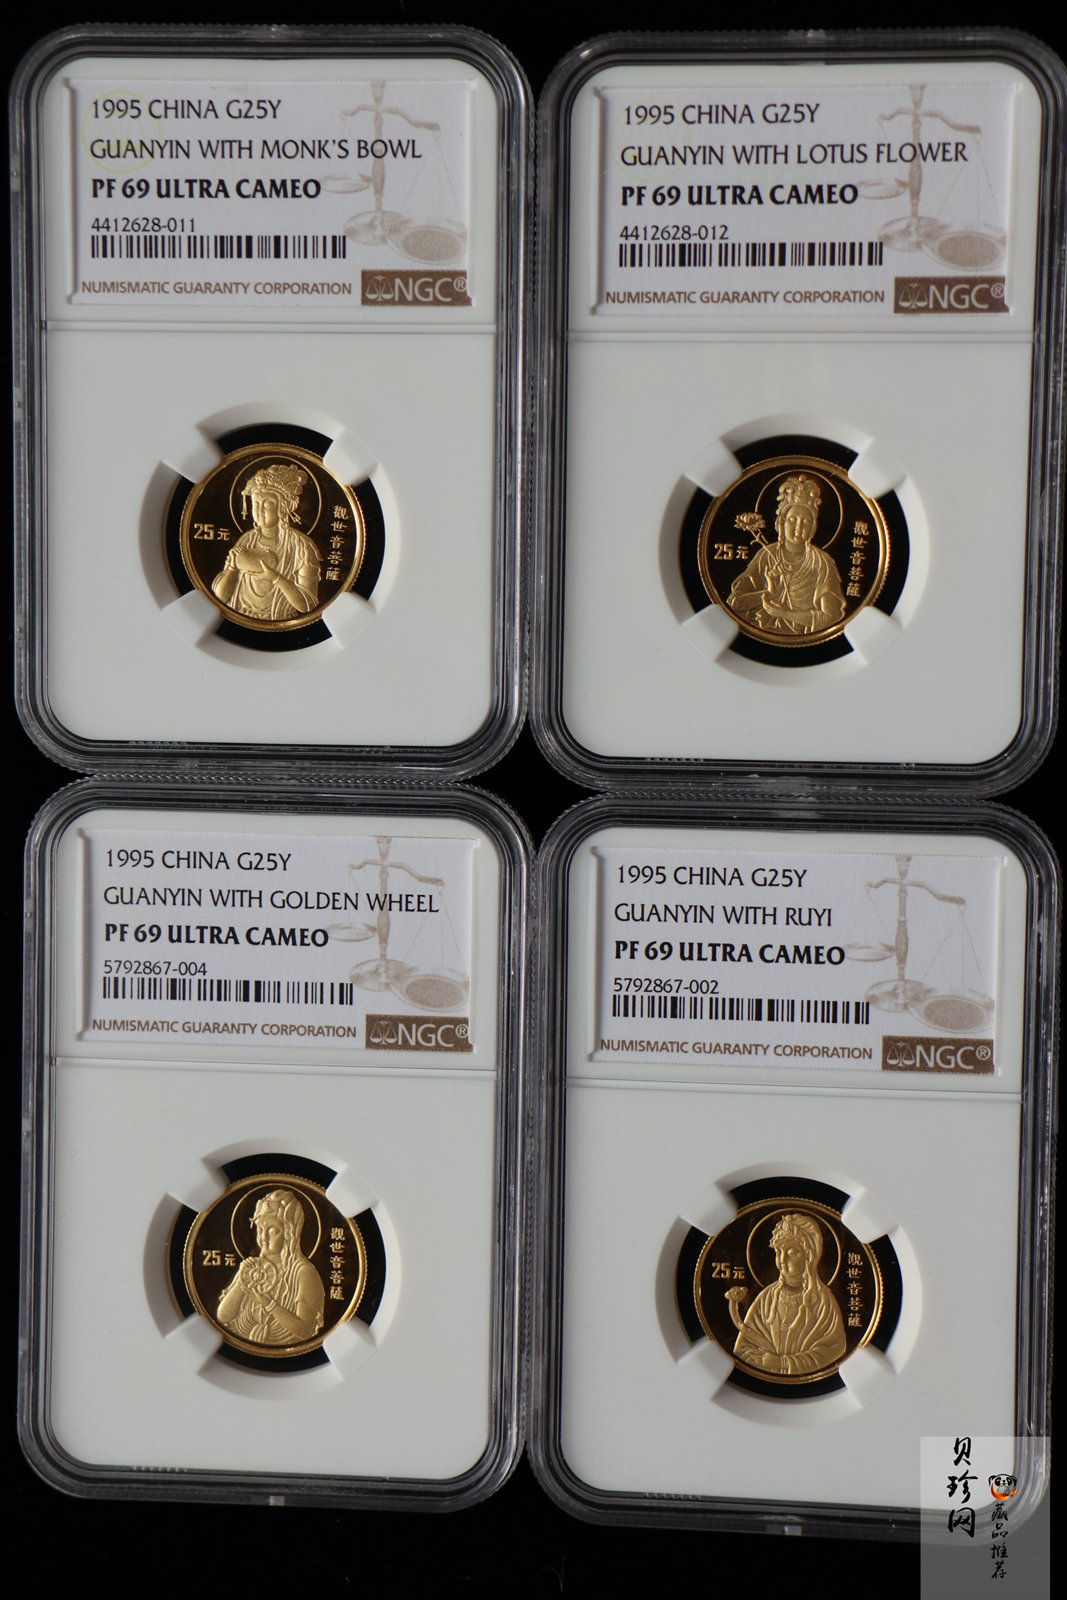 1995 CHINA G25Y
GUANYIN WITH MONK'S BOWL
PF 69 ULTRA CAMEO
4412628-011
NUMISMATIC GUARANTY CORPORATION
NGC®
25元
觀世音菩薩
1995 CHINA G25Y
GUANYIN WITH LOTUS FLOWER
PF 69 ULTRA CAMEO
4412628-012
NUMISMATIC GUARANTY CORPORATION
NGC®
25元
觀世音菩薩
1995 CHINA G25Y
GUANYIN WITH GOLDEN WHEEL
PF 69 ULTRA CAMEO
5792867-004
NUMISMATIC GUARANTY CORPORATION
NGC®
25元
觀世音菩薩
1995 CHINA G25Y
GUANYIN WITH RUYI
PF 69 ULTRA CAMEO
5792867-002
NUMISMATIC GUARANTY CORPORATION
NGC®
25元
觀世音菩薩
贝珍网
藏品推荐